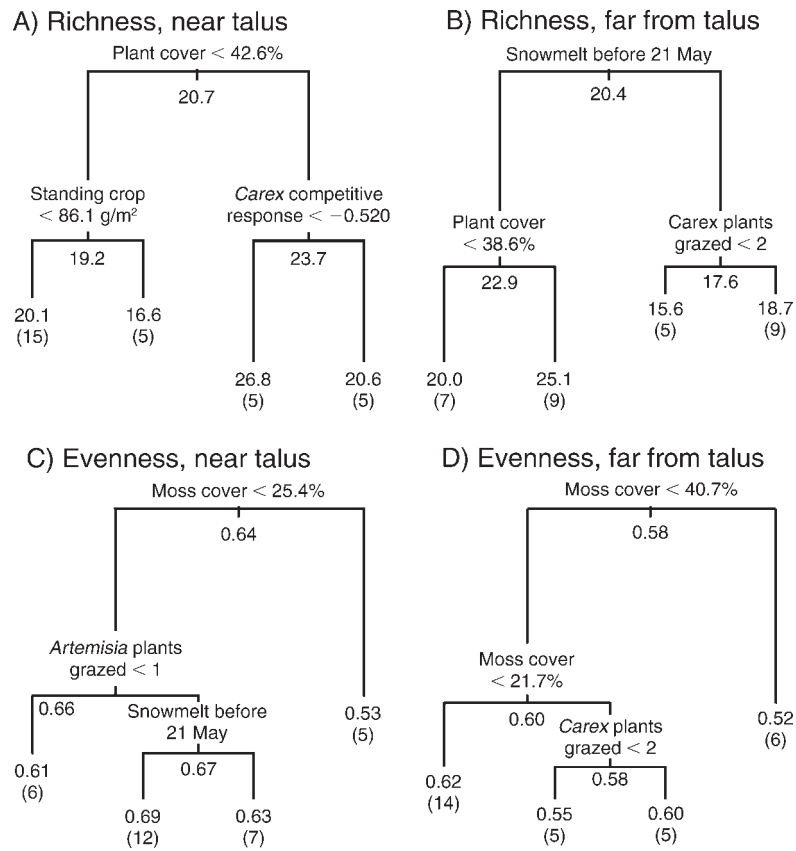 A) Richness, near talus
Plant cover < 42.6%
20.7
Standing crop
< 86.1 g/m²
19.2
20.1
(15)
16.6
(5)
Carex competitive
response < −0.520
23.7
26.8
(5)
20.6
(5)
B) Richness, far from talus
Snowmelt before 21 May
20.4
Plant cover
< 38.6%
22.9
20.0
(7)
25.1
(9)
Carex plants
grazed < 2
17.6
15.6
(5)
18.7
(9)
C) Evenness, near talus
Moss cover < 25.4%
0.64
Artemisia plants
grazed < 1
0.66
0.61
(6)
Snowmelt before
21 May
0.67
0.69
(12)
0.63
(7)
0.53
(5)
D) Evenness, far from talus
Moss cover < 40.7%
0.58
Moss cover
< 21.7%
0.60
0.62
(14)
Carex plants
grazed < 2
0.58
0.55
(5)
0.60
(5)
0.52
(6)